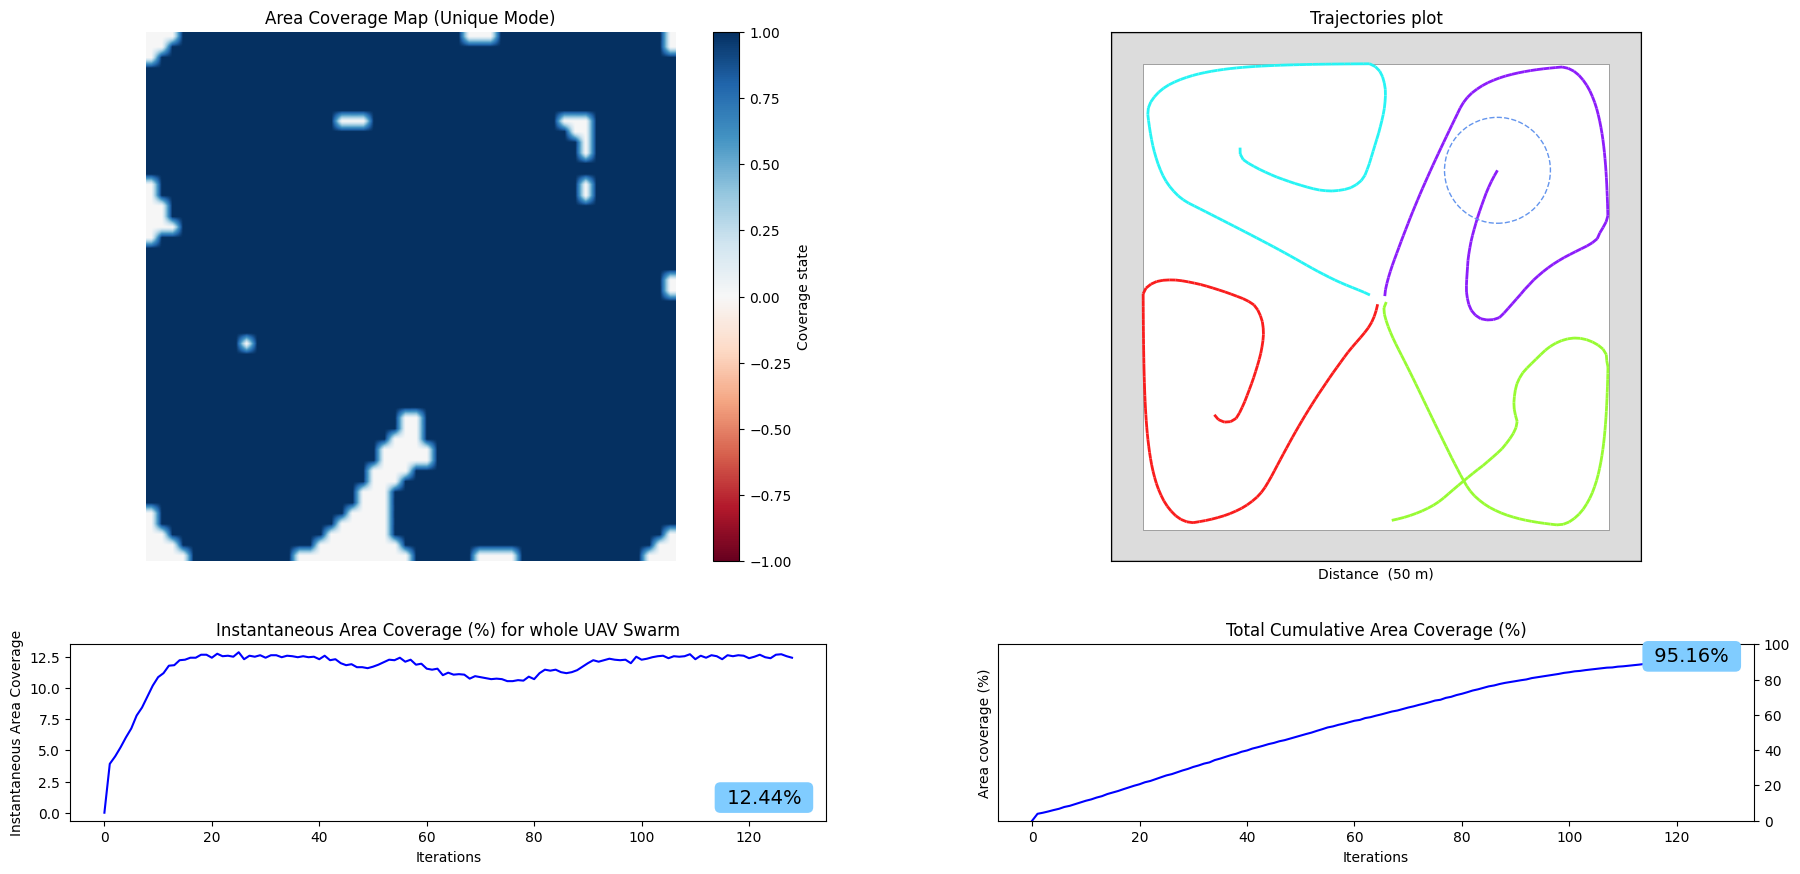 Area Coverage Map (Unique Mode)
1.00
0.75
0.50
0.25
0.00
−0.25
−0.50
−0.75
−1.00
Coverage state
Trajectories plot
Distance  (50 m)
Instantaneous Area Coverage (%) for whole UAV Swarm
Instantaneous Area Coverage
12.5
10.0
7.5
5.0
2.5
0.0
12.44%
0 20 40 60 80 100 120
Iterations
Total Cumulative Area Coverage (%)
Area coverage (%)
95.16%
100
80
60
40
20
0
0 20 40 60 80 100 120
Iterations